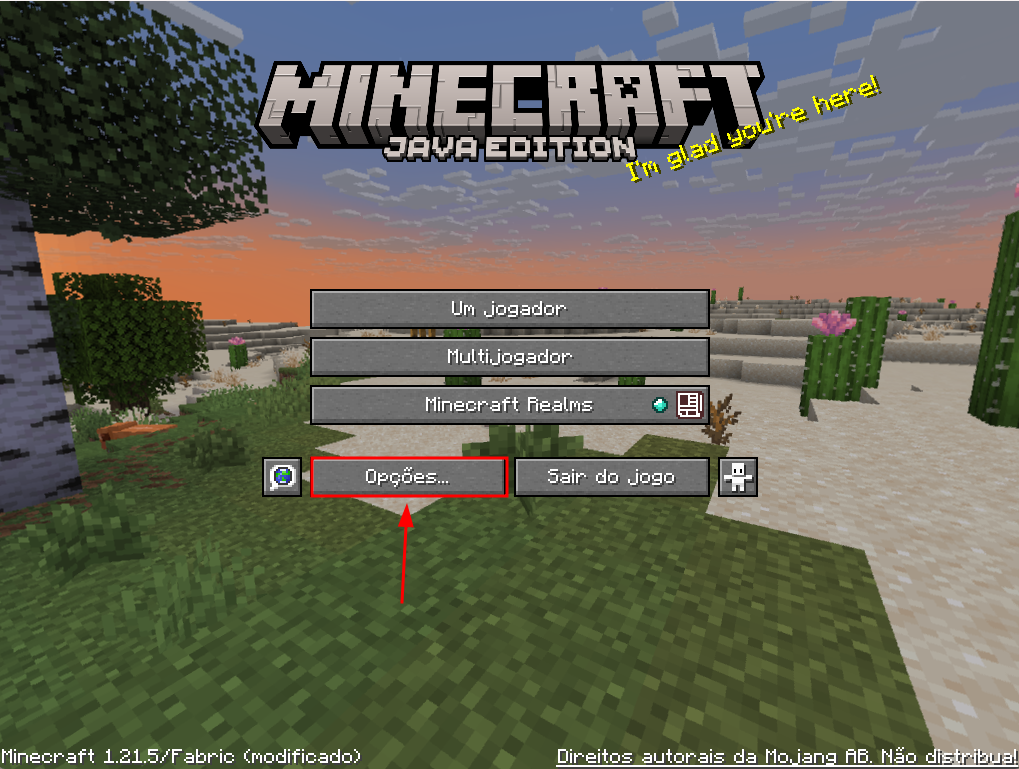 MINECRAFT
JAVA EDITION
I'm glad you're here!
Um jogador
Multijogador
Minecraft Realms
Opções...
Sair do jogo
Minecraft 1.21.5/Fabric (modificado)
Direitos autorais da Mojang AB. Não distribua!